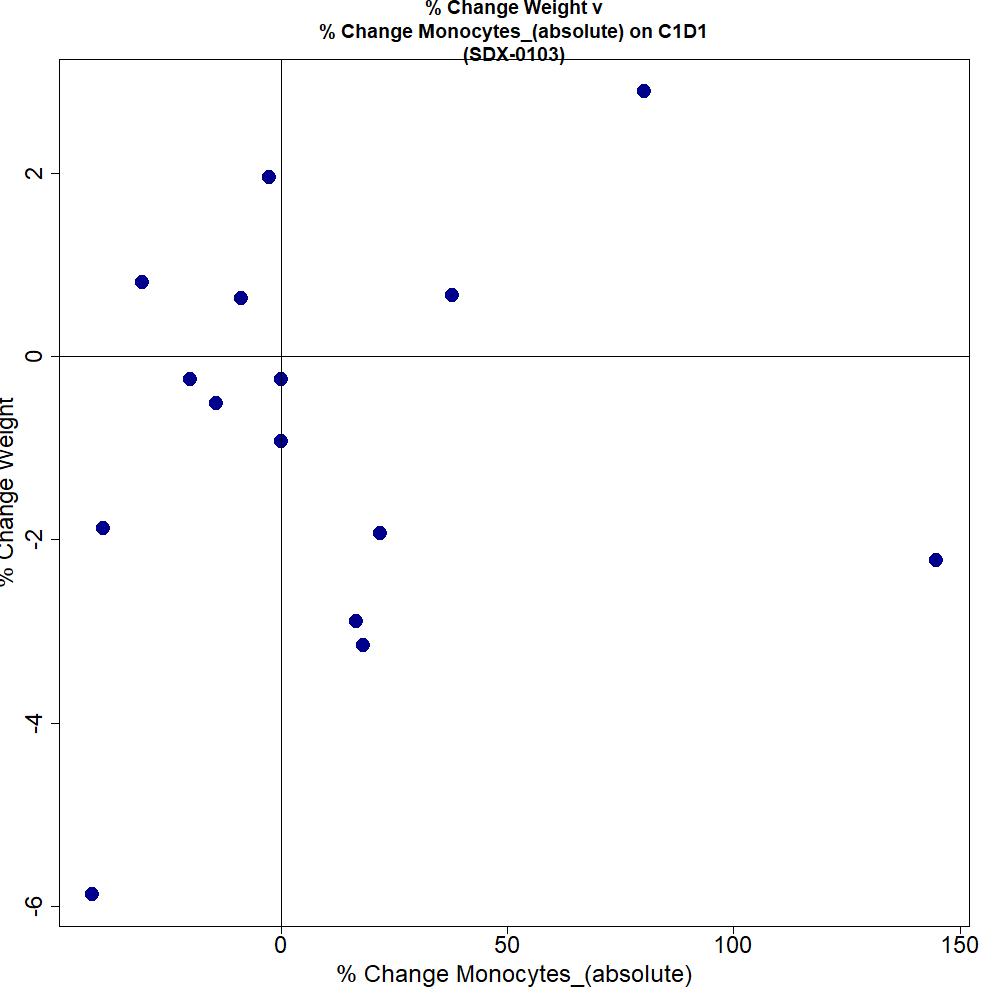 % Change Weight v
% Change Monocytes_(absolute) on C1D1
(SDX-0103)
2
0
-2
-4
-6
% Change Weight
0
50
100
150
% Change Monocytes_(absolute)